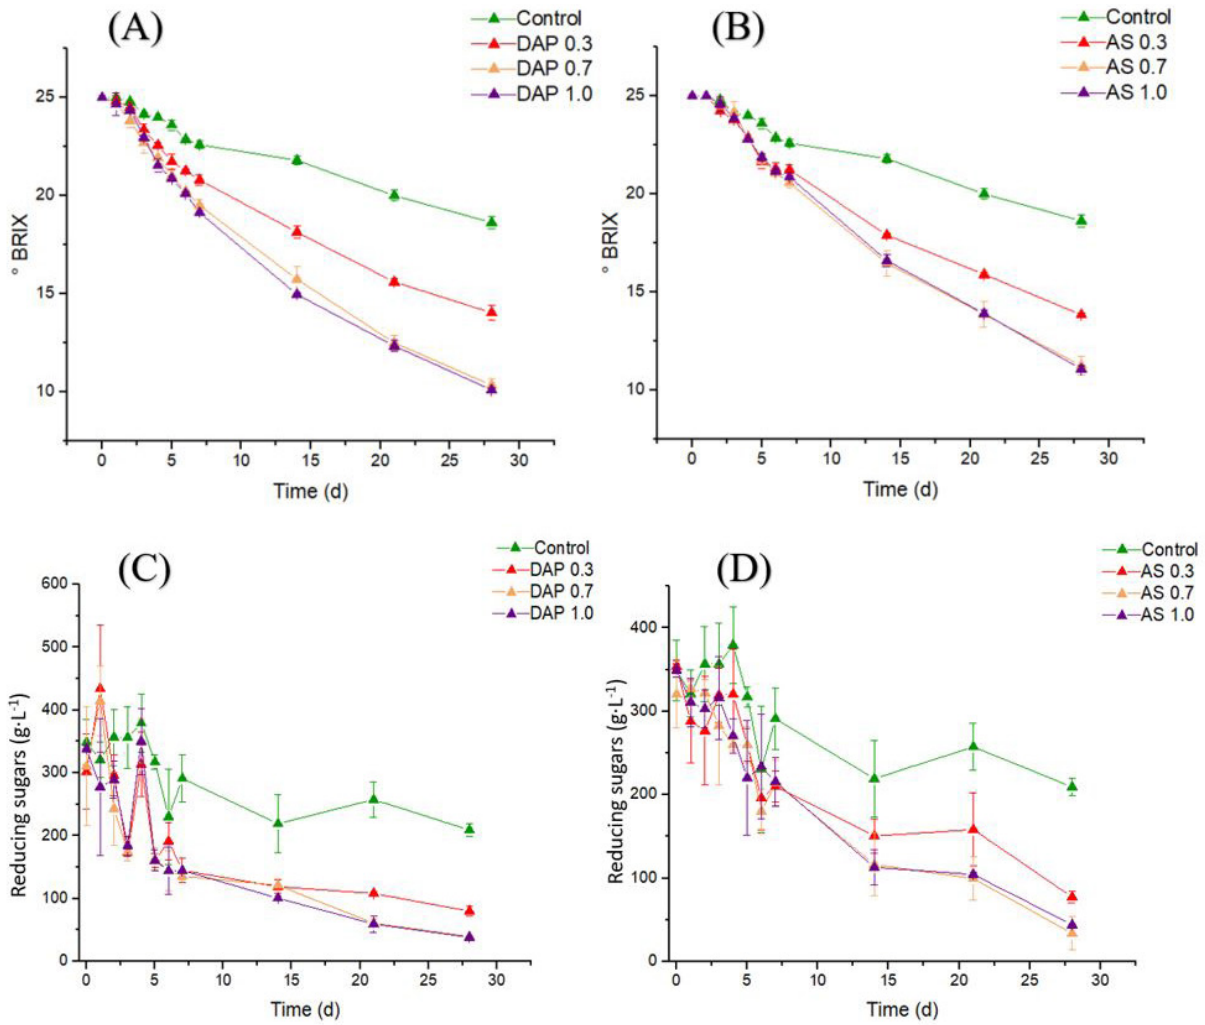 (A)
Control
DAP 0.3
DAP 0.7
DAP 1.0
25
20
15
10
° BRIX
0 5 10 15 20 25 30
Time (d)
(B)
Control
AS 0.3
AS 0.7
AS 1.0
25
20
15
10
° BRIX
0 5 10 15 20 25 30
Time (d)
(C)
Control
DAP 0.3
DAP 0.7
DAP 1.0
600
500
400
300
200
100
0
Reducing sugars (g·L⁻¹)
0 5 10 15 20 25 30
Time (d)
(D)
Control
AS 0.3
AS 0.7
AS 1.0
400
300
200
100
0
Reducing sugars (g·L⁻¹)
0 5 10 15 20 25 30
Time (d)